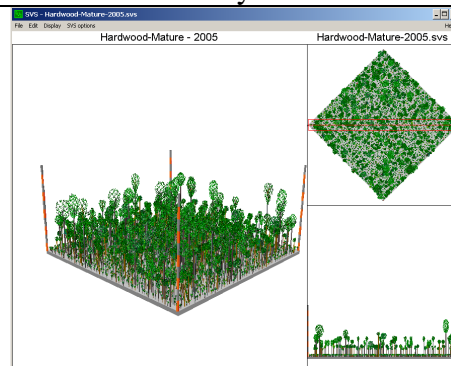 SVS - Hardwood-Mature-2005.svs
File Edit Display SVS options
Hardwood-Mature - 2005
Hardwood-Mature-2005.svs